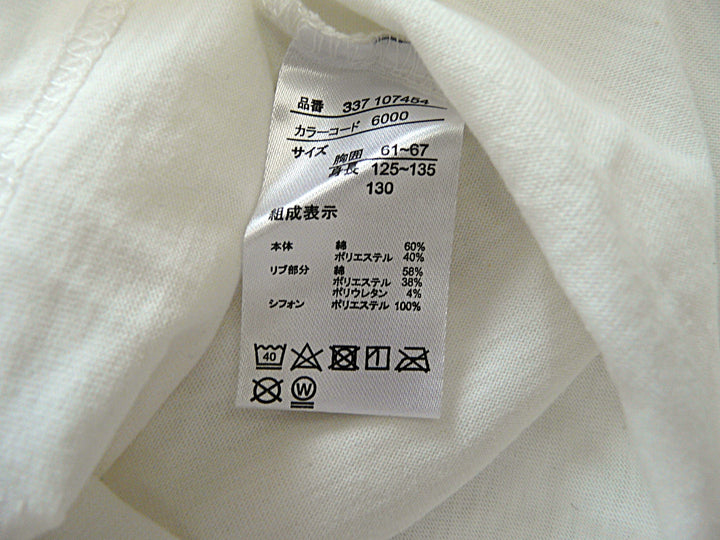 品番 337 107454
カラーコード 6000
サイズ 胸囲 61~67
身長 125~135
130
組成表示
本体 綿 60%
ポリエステル 40%
リブ部分 綿 58%
ポリエステル 38%
ポリウレタン 4%
シフォン ポリエステル 100%
40
W